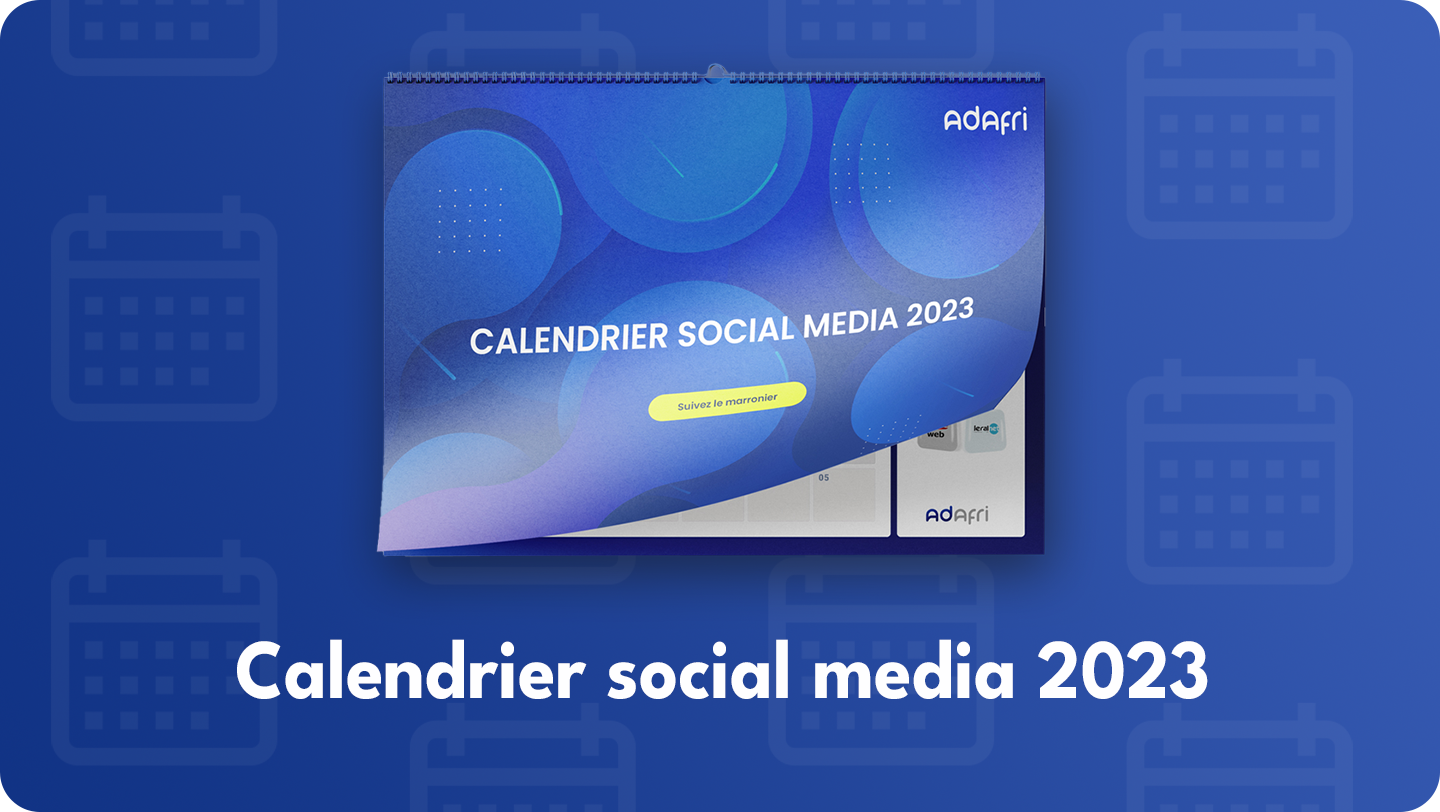 ADAFRI
CALENDRIER SOCIAL MEDIA 2023
Suivez le marronier
web
leral
05
ADAFRI
Calendrier social media 2023